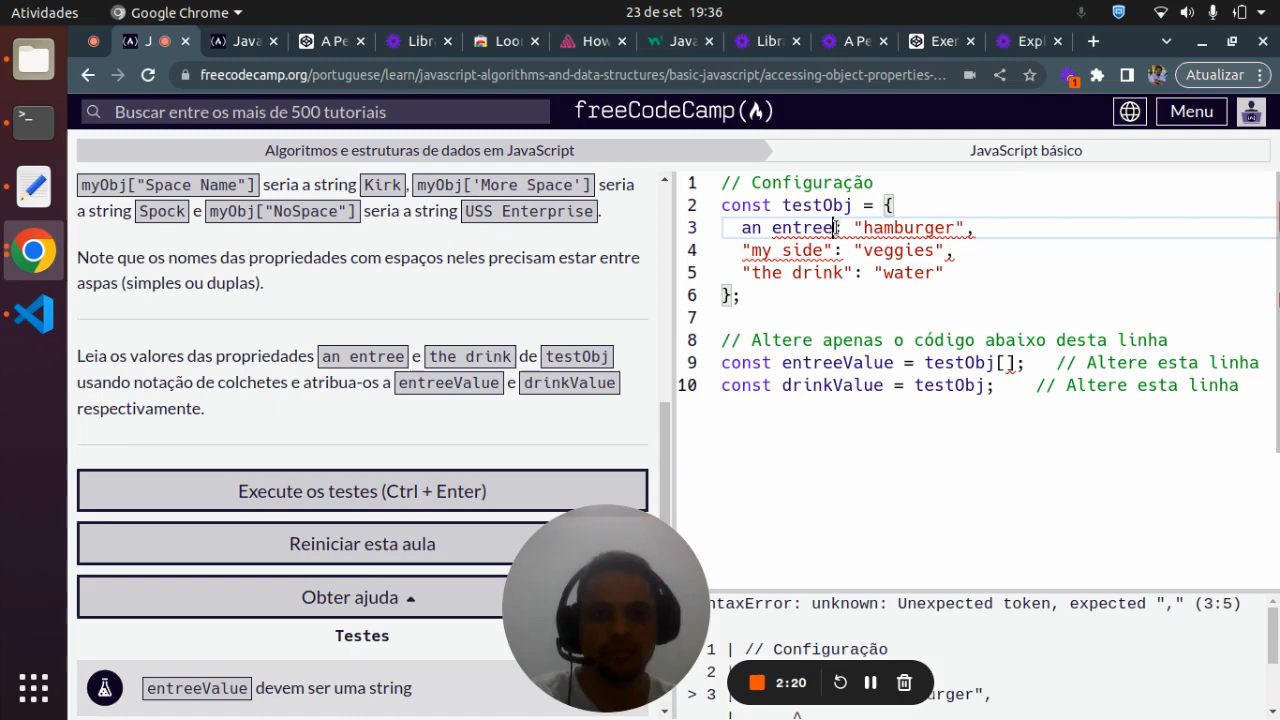 Atividades
Google Chrome
23 de set 19:36
J
Java
A Pe
Libr
Loor
How
Java
Libra
A Pe
Exer
Expl
freecodecamp.org/portuguese/learn/javascript-algorithms-and-data-structures/basic-javascript/accessing-object-properties-...
1
Atualizar
Buscar entre os mais de 500 tutoriais
freeCodeCamp
Menu
Algoritmos e estruturas de dados em JavaScript
JavaScript básico
myObj["Space Name"] seria a string Kirk, myObj['More Space'] seria
a string Spock e myObj["NoSpace"] seria a string USS Enterprise.
Note que os nomes das propriedades com espaços neles precisam estar entre
aspas (simples ou duplas).
Leia os valores das propriedades an entree e the drink de testObj
usando notação de colchetes e atribua-os a entreeValue e drinkValue
respectivamente.
Execute os testes (Ctrl + Enter)
Reiniciar esta aula
Obter ajuda
Testes
entreeValue devem ser uma string
1 // Configuração
2 const testObj = {
3 an entree: "hamburger",
4 "my side": "veggies",
5 "the drink": "water"
6 };
7
8 // Altere apenas o código abaixo desta linha
9 const entreeValue = testObj[]; // Altere esta linha
10 const drinkValue = testObj; // Altere esta linha
ntaxError: unknown: Unexpected token, expected "," (3:5)
1 | // Configuração
2 |
> 3 | urger",
| ^
2:20